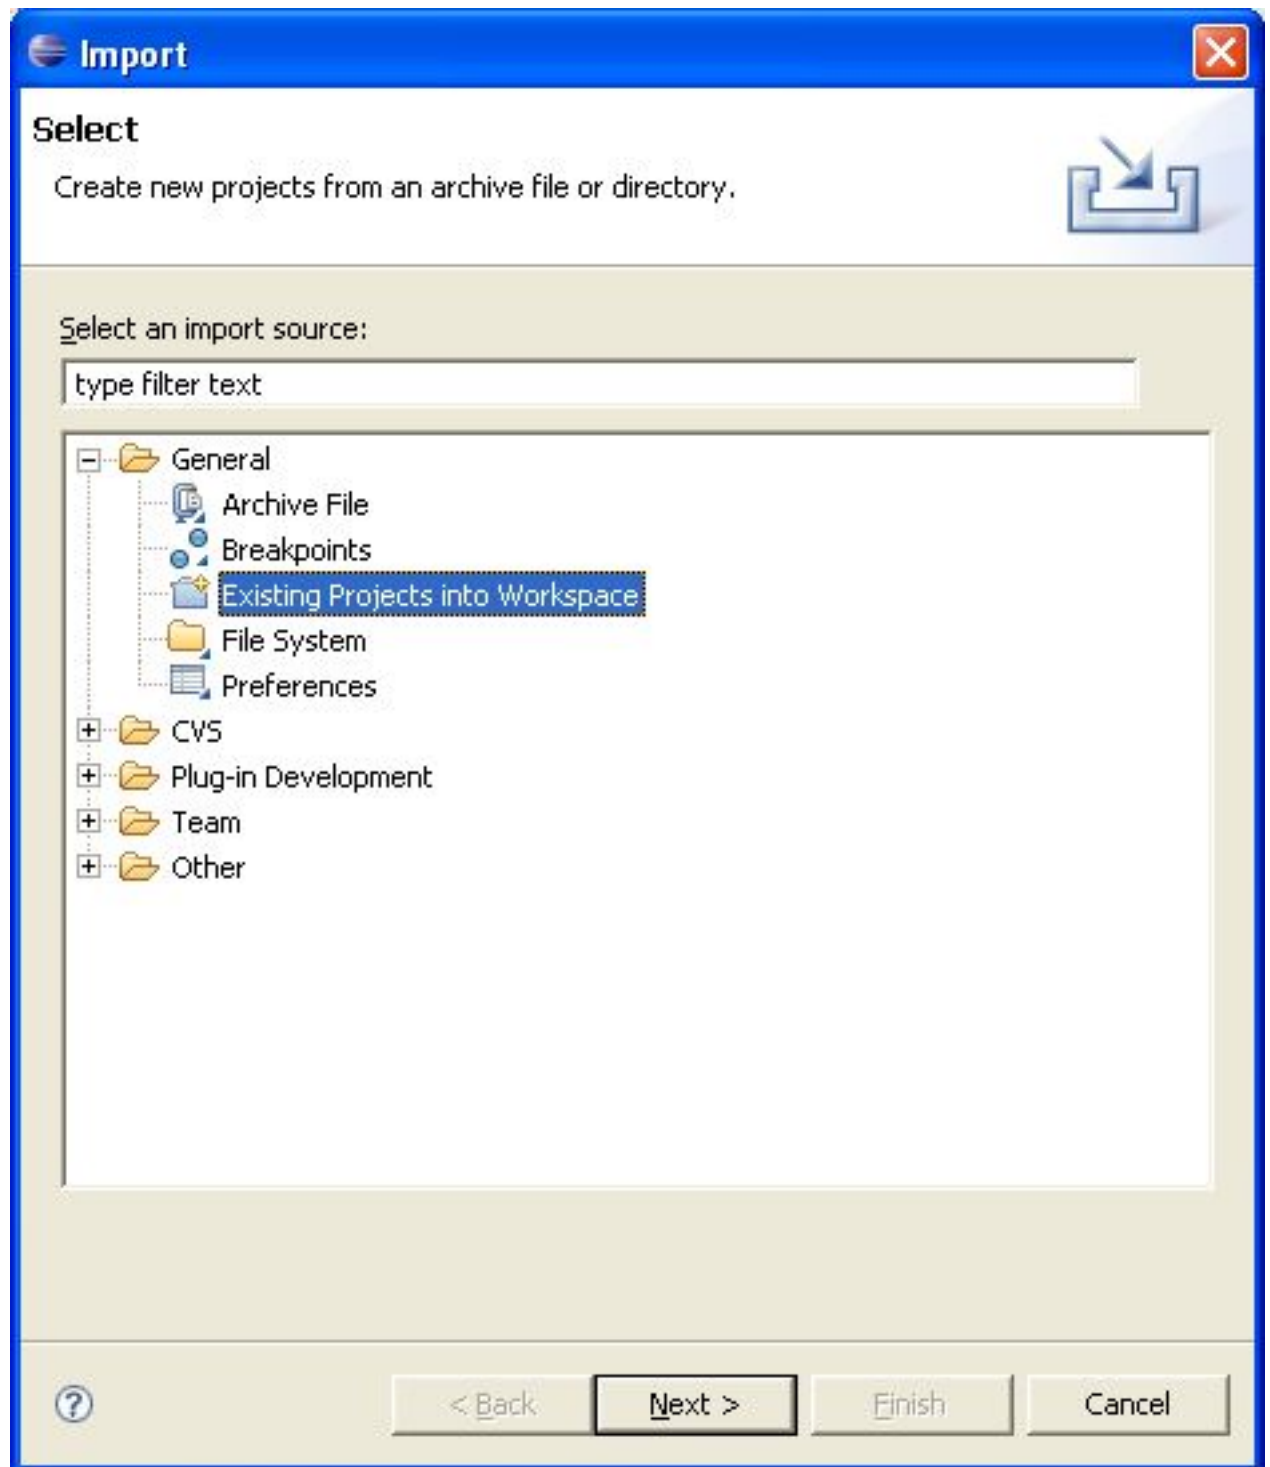 Import
Select
Create new projects from an archive file or directory.
Select an import source:
type filter text
General
Archive File
Breakpoints
Existing Projects into Workspace
File System
Preferences
CVS
Plug-in Development
Team
Other
< Back Next > Finish Cancel